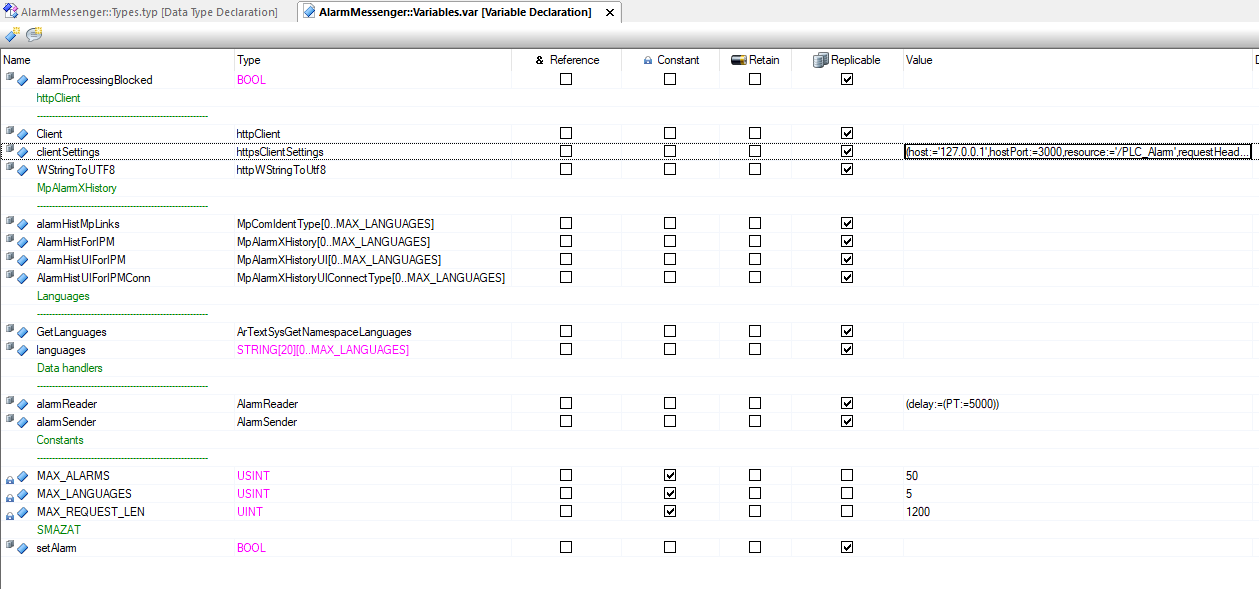 AlarmMessenger::Types.typ [Data Type Declaration] AlarmMessenger::Variables.var [Variable Declaration]
Name Type & Reference Constant Retain Replicable Value D
alarmProcessingBlocked BOOL
httpClient
Client httpClient
clientSettings httpsClientSettings (host:='127.0.0.1',hostPort:=3000,resource:='/PLC_Alarm',requestHead...
WStringToUTF8 httpWStringToUtf8
MpAlarmXHistory
alarmHistMpLinks MpComIdentType[0..MAX_LANGUAGES]
AlarmHistForIPM MpAlarmXHistory[0..MAX_LANGUAGES]
AlarmHistUIForIPM MpAlarmXHistoryUI[0..MAX_LANGUAGES]
AlarmHistUIForIPMConn MpAlarmXHistoryUIConnectType[0..MAX_LANGUAGES]
Languages
GetLanguages ArTextSysGetNamespaceLanguages
languages STRING[20][0..MAX_LANGUAGES]
Data handlers
alarmReader AlarmReader (delay:=(PT:=5000))
alarmSender AlarmSender
Constants
MAX_ALARMS USINT 50
MAX_LANGUAGES USINT 5
MAX_REQUEST_LEN UINT 1200
SMAZAT
setAlarm BOOL